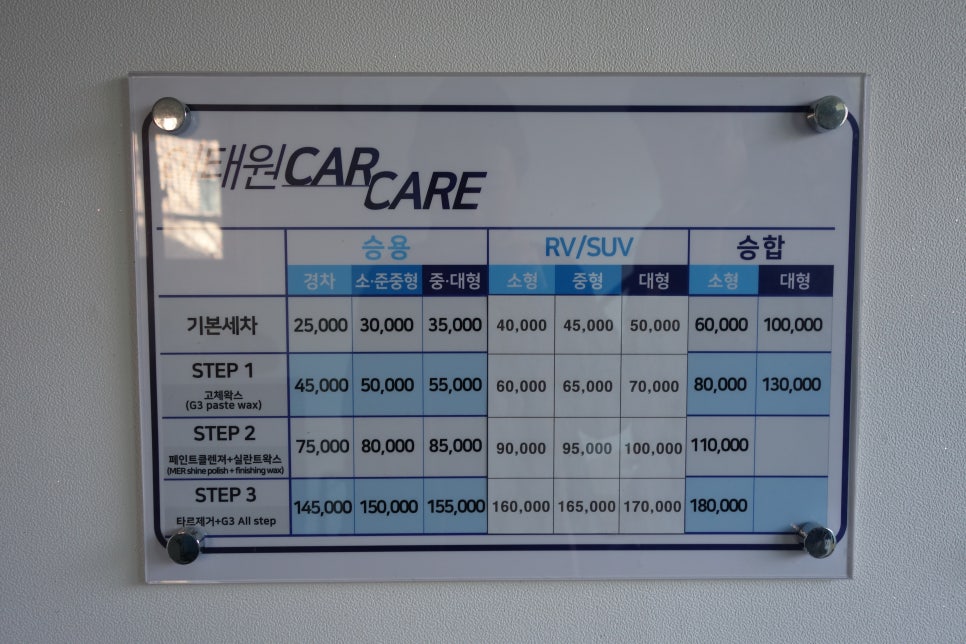 태원CAR
CARE
승용 RV/SUV 승합
경차 소·준중형 중·대형 소형 중형 대형 소형 대형
기본세차 25,000 30,000 35,000 40,000 45,000 50,000 60,000 100,000
STEP 1
고체왁스
(G3 paste wax)
45,000 50,000 55,000 60,000 65,000 70,000 80,000 130,000
STEP 2
페인트클렌져+실란트왁스
(MER shine polish + finishing wax)
75,000 80,000 85,000 90,000 95,000 100,000 110,000
STEP 3
타르제거+G3 All step
145,000 150,000 155,000 160,000 165,000 170,000 180,000